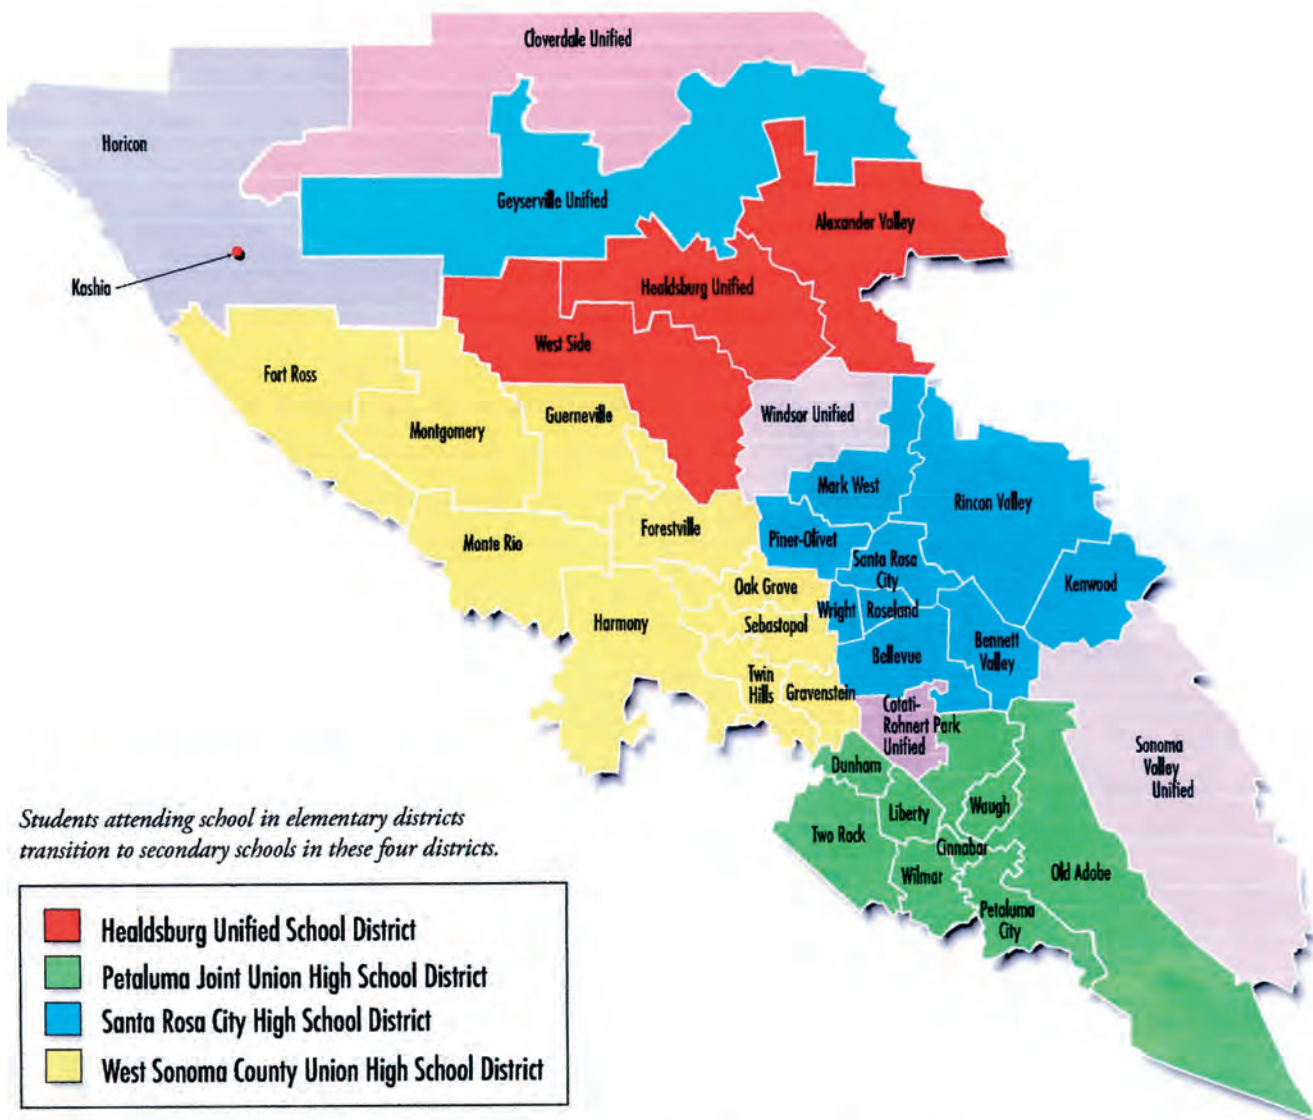 Cloverdale Unified
Horicon
Geyserville Unified
Alexander Valley
Kashia
Healdsburg Unified
West Side
Fort Ross
Guerneville
Windsor Unified
Montgomery
Mark West
Rincon Valley
Forestville
Piner-Olivet
Monte Rio
Santa Rosa
City
Kenwood
Oak Grove
Wright
Roseland
Harmony
Sebastopol
Bennett
Valley
Bellevue
Twin
Hills
Gravenstein
Cotati-
Rohnert Park
Unified
Sonoma
Valley
Unified
Dunham
Liberty
Waugh
Two Rock
Cinnabar
Wilmar
Old Adobe
Petaluma
City
Students attending school in elementary districts
transition to secondary schools in these four districts.
Healdsburg Unified School District
Petaluma Joint Union High School District
Santa Rosa City High School District
West Sonoma County Union High School District